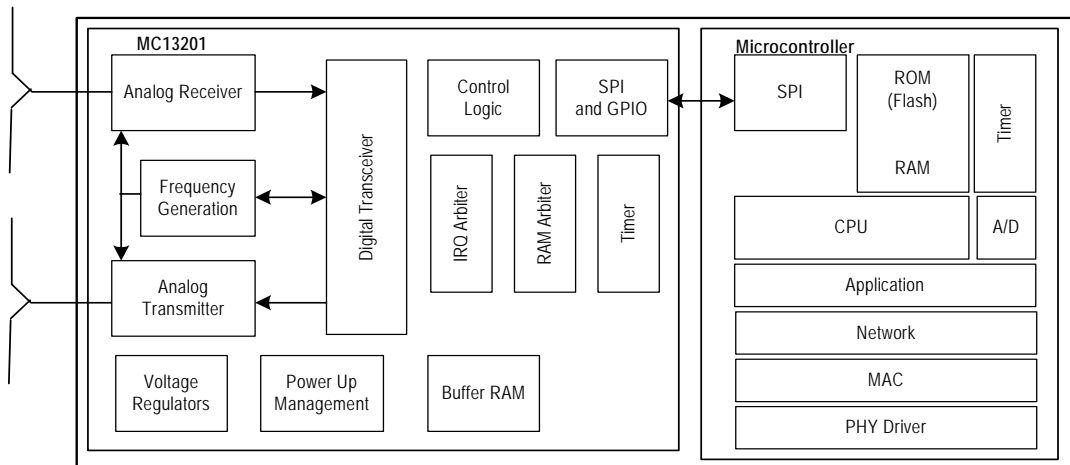 MC13201
Analog Receiver
Frequency
Generation
Analog
Transmitter
Digital Transceiver
Control
Logic
SPI
and GPIO
IRQ Arbiter
RAM Arbiter
Timer
Voltage
Regulators
Power Up
Management
Buffer RAM
Microcontroller
SPI
ROM
(Flash)
RAM
Timer
CPU
A/D
Application
Network
MAC
PHY Driver